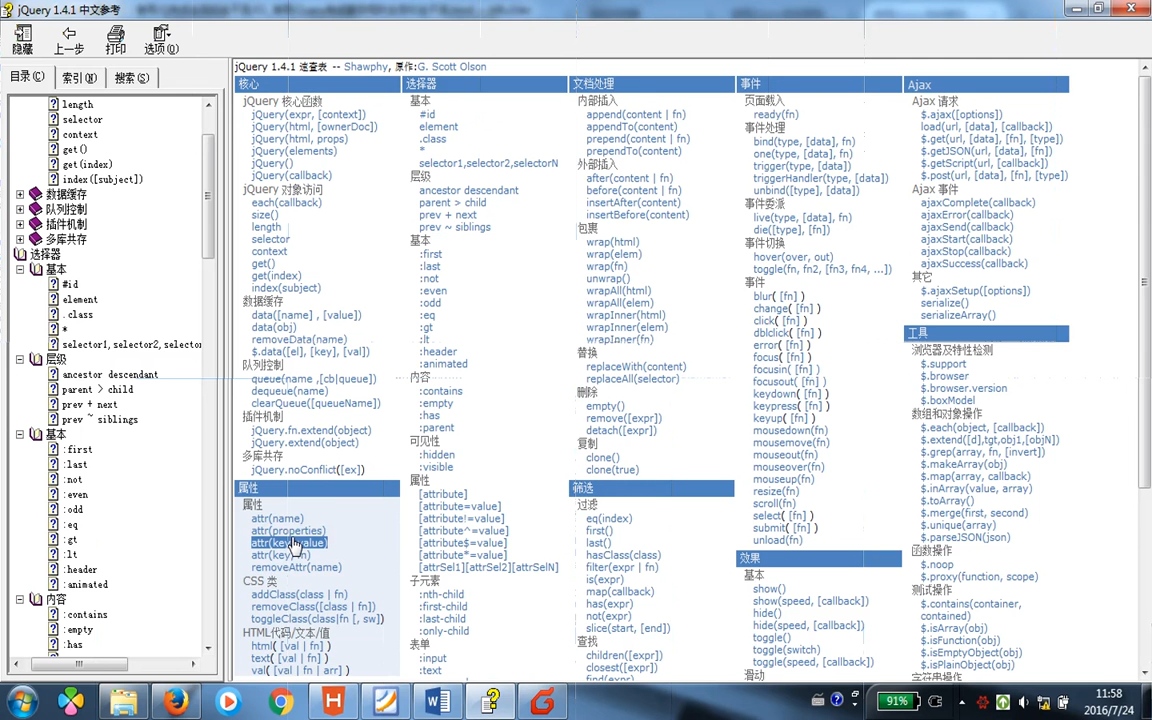 jQuery 1.4.1 中文参考
隐藏
上一步
打印
选项(O)
目录(C)
索引(N)
搜索(S)
length
selector
context
get()
get(index)
index([subject])
数据缓存
队列控制
插件机制
多库共存
选择器
基本
#id
element
.class
*
selector1, selector2, selecto
层级
ancestor descendant
parent > child
prev + next
prev ~ siblings
基本
:first
:last
:not
:even
:odd
:eq
:gt
:lt
:header
:animated
内容
:contains
:empty
:has
jQuery 1.4.1 速查表 -- Shawphy, 原作:G. Scott Olson
核心
jQuery 核心函数
jQuery(expr, [context])
jQuery(html, [ownerDoc])
jQuery(html, props)
jQuery(elements)
jQuery()
jQuery(callback)
jQuery 对象访问
each(callback)
size()
length
selector
context
get()
get(index)
index(subject)
数据缓存
data([name] , [value])
data(obj)
removeData(name)
$.data([el], [key], [val])
队列控制
queue(name ,[cb|queue])
dequeue(name)
clearQueue([queueName])
插件机制
jQuery.fn.extend(object)
jQuery.extend(object)
多库共存
jQuery.noConflict([ex])
属性
属性
attr(name)
attr(properties)
attr(key, value)
attr(key, fn)
removeAttr(name)
CSS 类
addClass(class | fn)
removeClass([class | fn])
toggleClass(class|fn [, sw])
HTML代码/文本/值
html( [val | fn] )
text( [val | fn] )
val( [val | fn | arr] )
选择器
基本
#id
element
.class
*
selector1,selector2,selectorN
层级
ancestor descendant
parent > child
prev + next
prev ~ siblings
基本
:first
:last
:not
:even
:odd
:eq
:gt
:lt
:header
:animated
内容
:contains
:empty
:has
:parent
可见性
:hidden
:visible
属性
[attribute]
[attribute=value]
[attribute!=value]
[attribute^=value]
[attribute$=value]
[attribute*=value]
[attrSel1][attrSel2][attrSelN]
子元素
:nth-child
:first-child
:last-child
:only-child
表单
:input
:text
文档处理
内部插入
append(content | fn)
appendTo(content)
prepend(content | fn)
prependTo(content)
外部插入
after(content | fn)
before(content | fn)
insertAfter(content)
insertBefore(content)
包裹
wrap(html)
wrap(elem)
wrap(fn)
unwrap()
wrapAll(html)
wrapAll(elem)
wrapInner(html)
wrapInner(elem)
wrapInner(fn)
替换
replaceWith(content)
replaceAll(selector)
删除
empty()
remove([expr])
detach([expr])
复制
clone()
clone(true)
筛选
过滤
eq(index)
first()
last()
hasClass(class)
filter(expr | fn)
is(expr)
map(callback)
has(expr)
not(expr)
slice(start, [end])
查找
children([expr])
closest([expr])
find(expr)
事件
页面载入
ready(fn)
事件处理
bind(type, [data], fn)
one(type, [data], fn)
trigger(type, [data])
triggerHandler(type, [data])
unbind([type], [data])
事件委派
live(type, [data], fn)
die([type], [fn])
事件切换
hover(over, out)
toggle(fn, fn2, [fn3, fn4, ...])
事件
blur( [fn] )
change( [fn] )
click( [fn] )
dblclick( [fn] )
error( [fn] )
focus( [fn] )
focusin( [fn] )
focusout( [fn] )
keydown( [fn] )
keypress( [fn] )
keyup( [fn] )
mousedown(fn)
mousemove(fn)
mouseout(fn)
mouseover(fn)
mouseup(fn)
resize(fn)
scroll(fn)
select( [fn] )
submit( [fn] )
unload(fn)
效果
基本
show()
show(speed, [callback])
hide()
hide(speed, [callback])
toggle()
toggle(switch)
toggle(speed, [callback])
滑动
Ajax
Ajax 请求
$.ajax([options])
load(url, [data], [callback])
$.get(url, [data], [fn], [type])
$.getJSON(url, [data], [fn])
$.getScript(url, [callback])
$.post(url, [data], [fn], [type])
Ajax 事件
ajaxComplete(callback)
ajaxError(callback)
ajaxSend(callback)
ajaxStart(callback)
ajaxStop(callback)
ajaxSuccess(callback)
其它
$.ajaxSetup([options])
serialize()
serializeArray()
工具
浏览器及特性检测
$.support
$.browser
$.browser.version
$.boxModel
数组和对象操作
$.each(object, [callback])
$.extend([d],tgt,obj1,[objN])
$.grep(array, fn, [invert])
$.makeArray(obj)
$.map(array, callback)
$.inArray(value, array)
$.toArray()
$.merge(first, second)
$.unique(array)
$.parseJSON(json)
函数操作
$.noop
$.proxy(function, scope)
测试操作
$.contains(container,
contained)
$.isArray(obj)
$.isFunction(obj)
$.isEmptyObject(obj)
$.isPlainObject(obj)
字符串操作
91%
11:58
2016/7/24